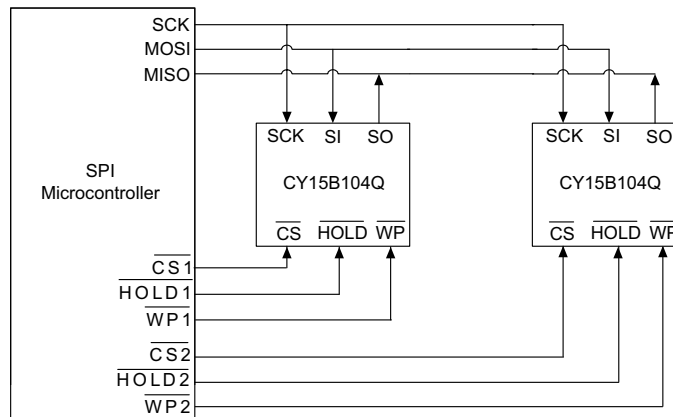 SCK
MOSI
MISO
SCK SI SO
SCK SI SO
SPI
Microcontroller
CY15B104Q
CY15B104Q
CS HOLD WP
CS HOLD WP
CS1
HOLD1
WP1
CS2
HOLD2
WP2